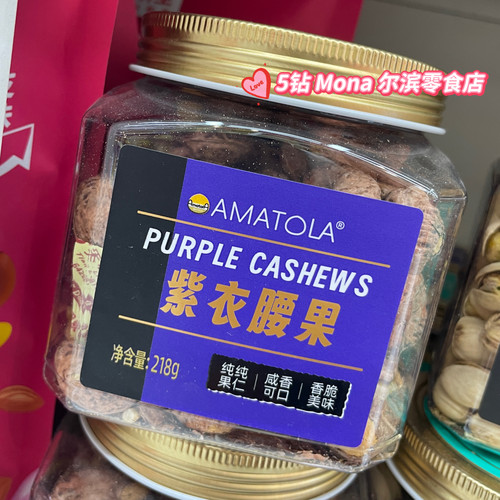 5钻 Mona 尔滨零食店
Love
AMATOLA®
PURPLE CASHEWS
紫衣腰果
净含量: 218g
纯纯果仁
咸香可口
香脆美味